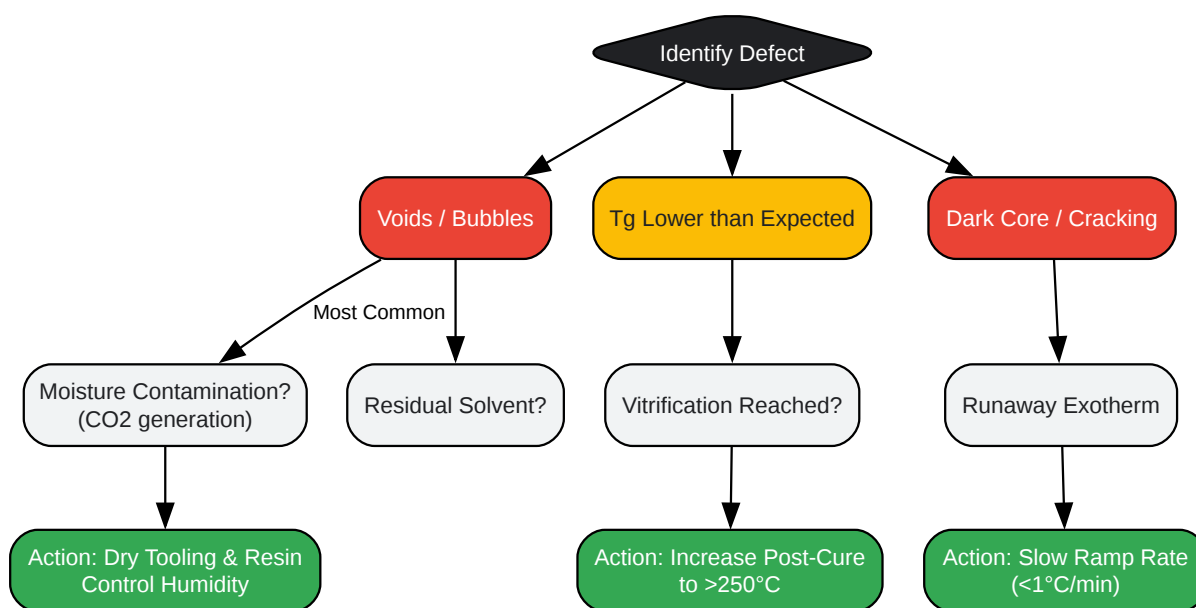 Identify Defect
Voids / Bubbles
Tg Lower than Expected
Dark Core / Cracking
Most Common
Moisture Contamination?
(CO2 generation)
Residual Solvent?
Vitrification Reached?
Runaway Exotherm
Action: Dry Tooling & Resin
Control Humidity
Action: Increase Post-Cure
to >250°C
Action: Slow Ramp Rate
(<1°C/min)